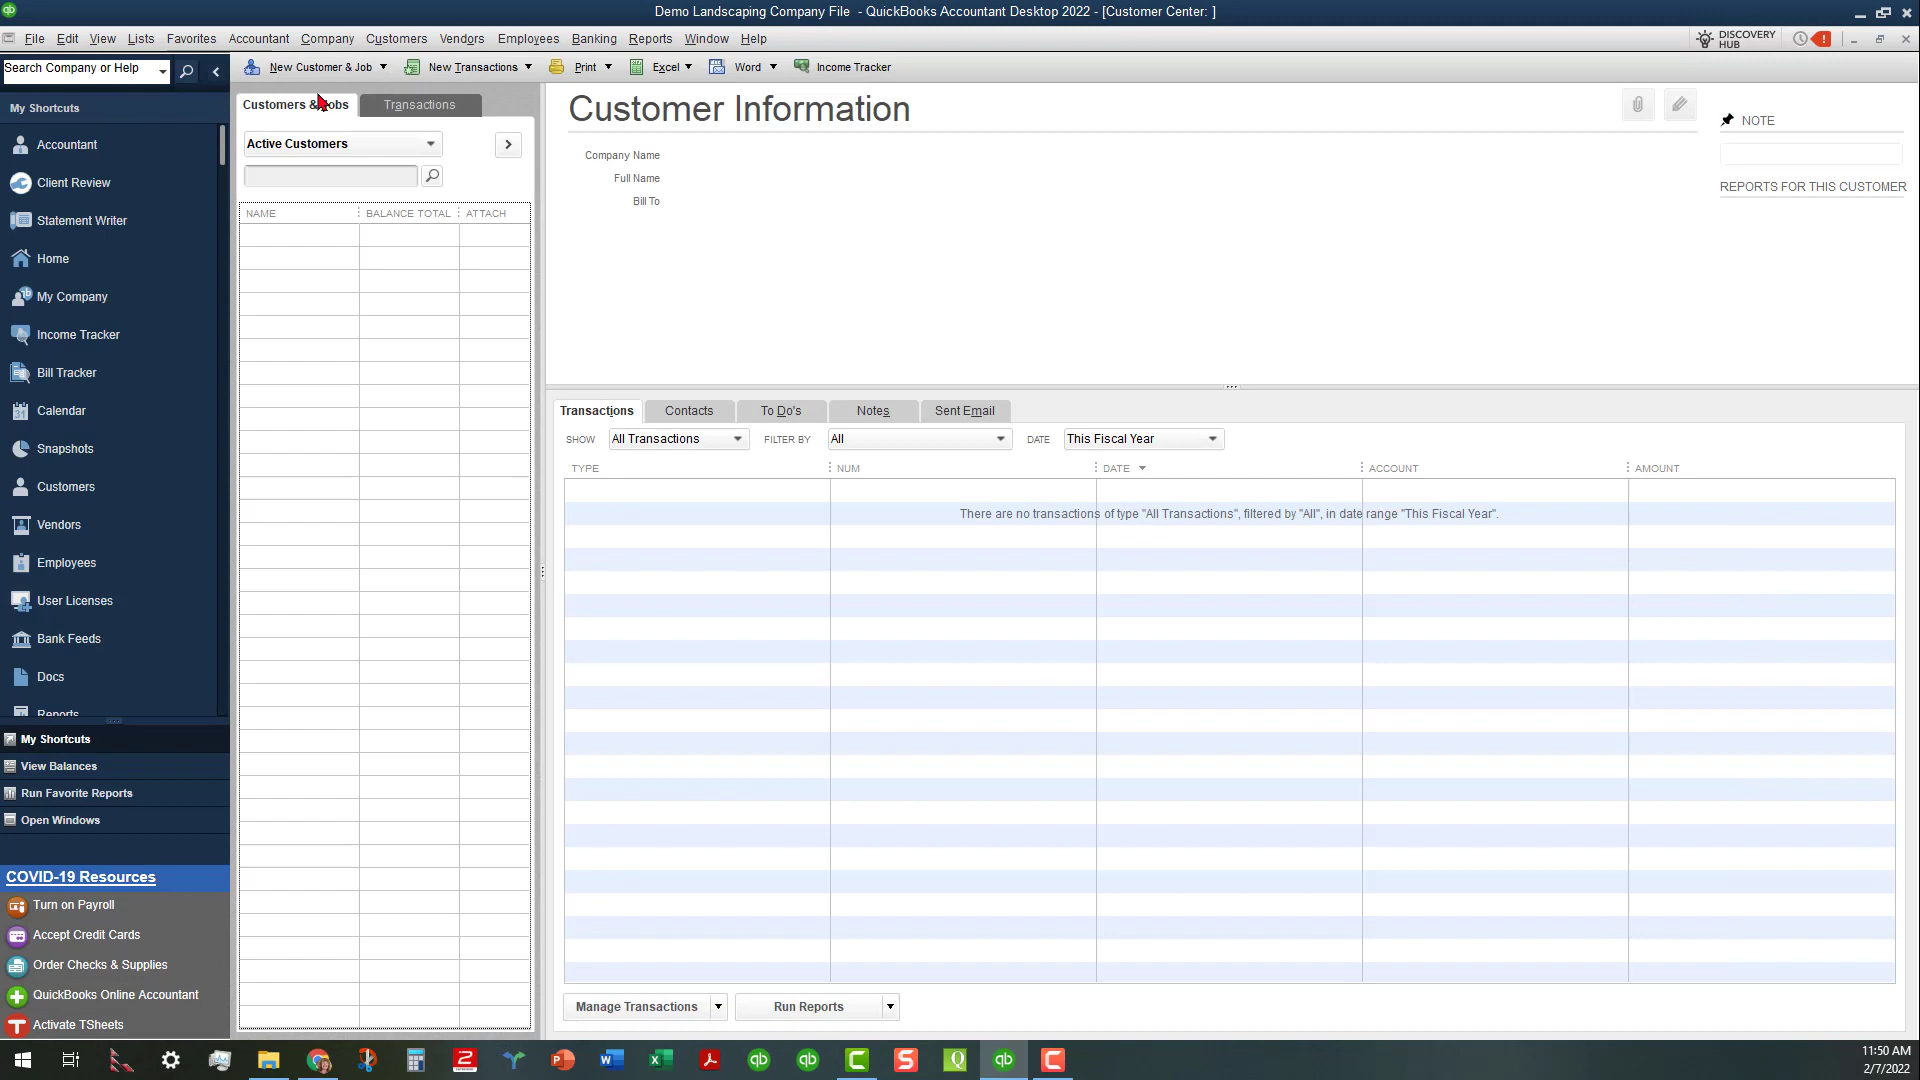 Demo Landscaping Company File - QuickBooks Accountant Desktop 2022 - [Customer Center: ]
File Edit View Lists Favorites Accountant Company Customers Vendors Employees Banking Reports Window Help
DISCOVERY HUB
Search Company or Help
New Customer & Job New Transactions Print Excel Word Income Tracker
My Shortcuts
Accountant
Client Review
Statement Writer
Home
My Company
Income Tracker
Bill Tracker
Calendar
Snapshots
Customers
Vendors
Employees
User Licenses
Bank Feeds
Docs
Reports
My Shortcuts
View Balances
Run Favorite Reports
Open Windows
COVID-19 Resources
Turn on Payroll
Accept Credit Cards
Order Checks & Supplies
QuickBooks Online Accountant
Activate TSheets
Customers & Jobs Transactions
Active Customers
NAME BALANCE TOTAL ATTACH
Customer Information
Company Name
Full Name
Bill To
NOTE
REPORTS FOR THIS CUSTOMER
Transactions Contacts To Do's Notes Sent Email
SHOW All Transactions FILTER BY All DATE This Fiscal Year
TYPE NUM DATE ACCOUNT AMOUNT
There are no transactions of type "All Transactions", filtered by "All", in date range "This Fiscal Year".
Manage Transactions Run Reports
11:50 AM
2/7/2022